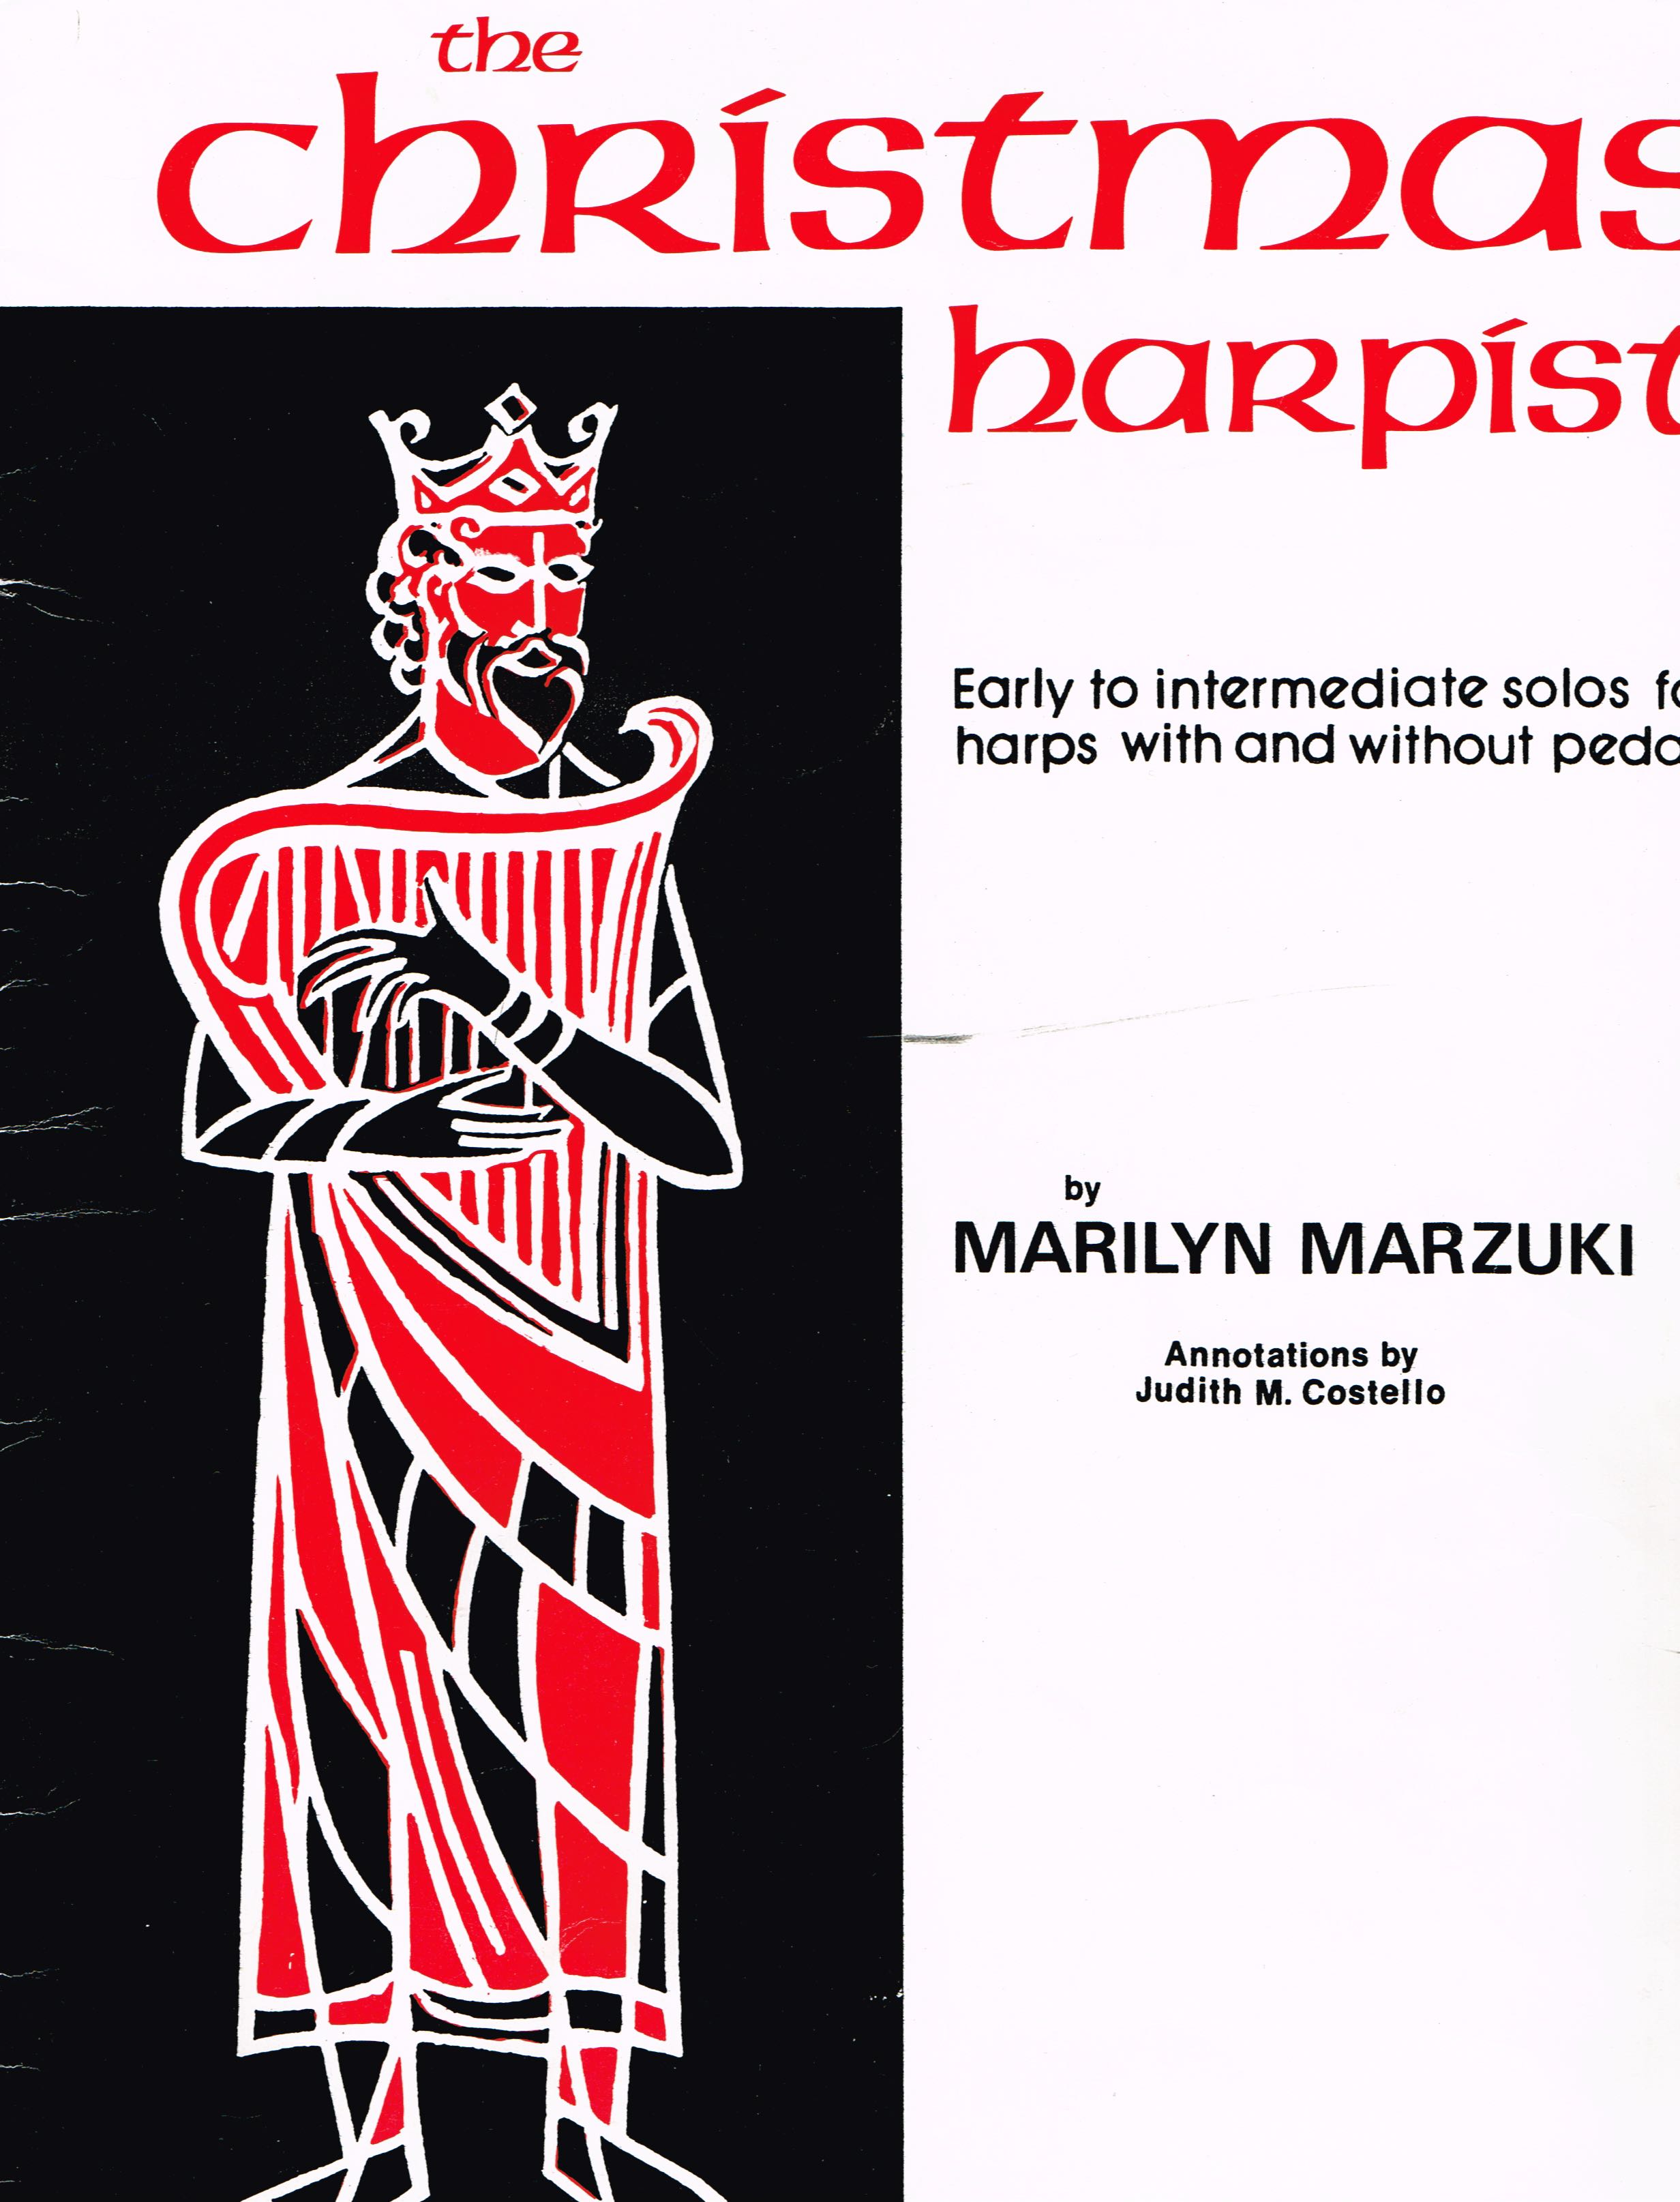 the
christmas
harpist
Early to intermediate solos
harps with and without
by
MARILYN MARZUKI
Annotations by
Judith M. Costello